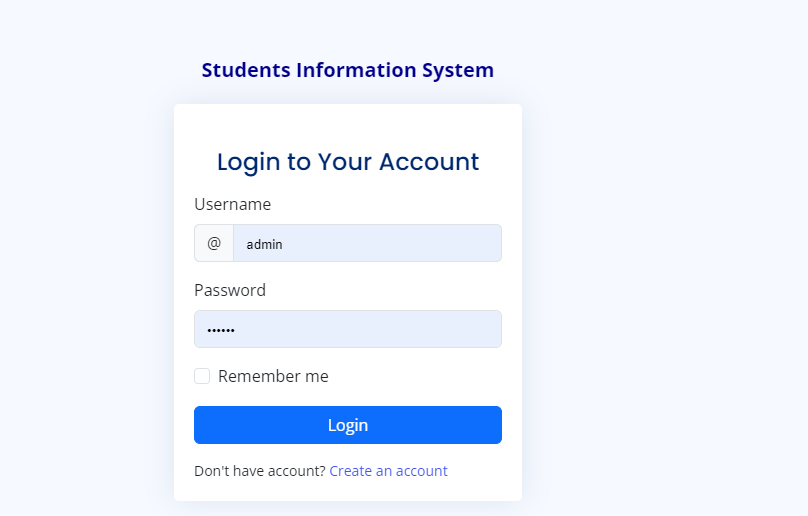 Students Information System
Login to Your Account
Username
@ admin
Password
••••••
Remember me
Login
Don't have account? Create an account